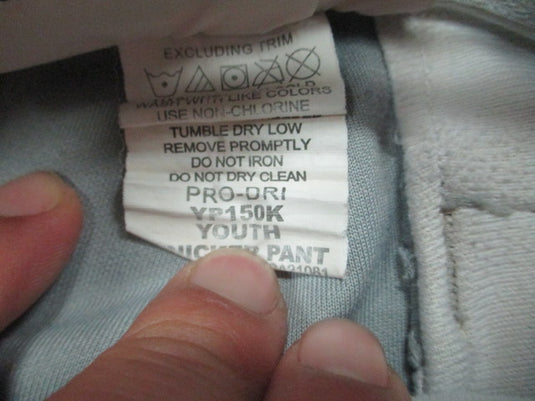 EXCLUDING TRIM
WASH WITH LIKE COLORS
USE NON-CHLORINE
TUMBLE DRY LOW
REMOVE PROMPTLY
DO NOT IRON
DO NOT DRY CLEAN
PRO-DRI
YP150K
YOUTH
PANT